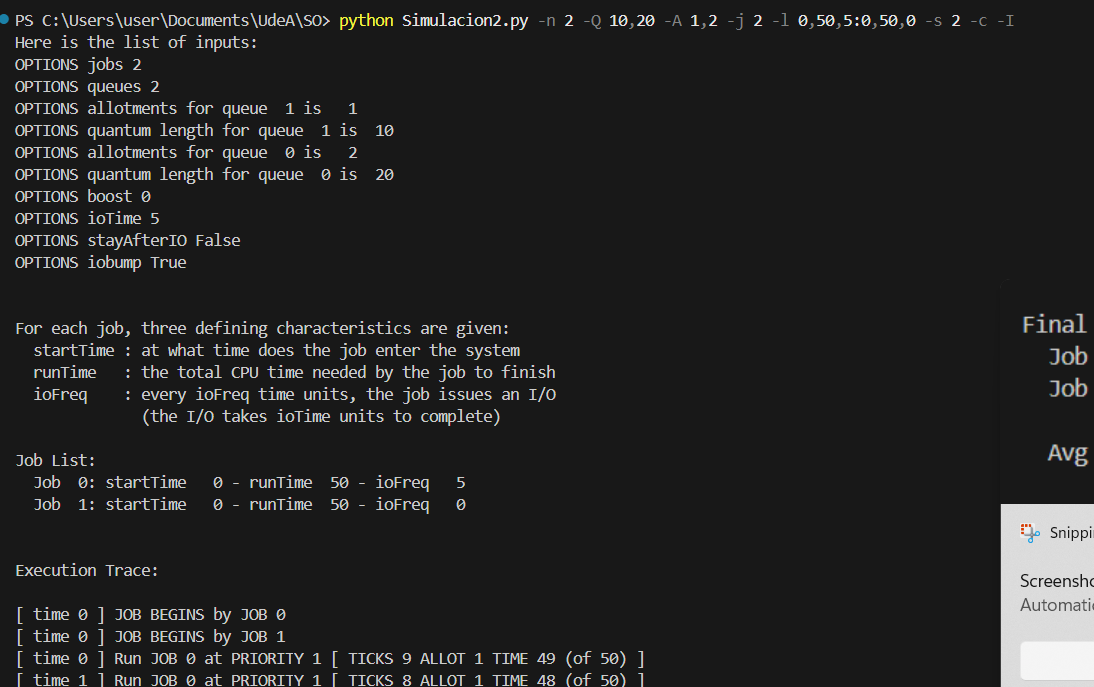 PS C:\Users\user\Documents\UdeA\SO> python Simulacion2.py -n 2 -Q 10,20 -A 1,2 -j 2 -l 0,50,5:0,50,0 -s 2 -c -I
Here is the list of inputs:
OPTIONS jobs 2
OPTIONS queues 2
OPTIONS allotments for queue  1 is   1
OPTIONS quantum length for queue  1 is  10
OPTIONS allotments for queue  0 is   2
OPTIONS quantum length for queue  0 is  20
OPTIONS boost 0
OPTIONS ioTime 5
OPTIONS stayAfterIO False
OPTIONS iobump True
For each job, three defining characteristics are given:
  startTime : at what time does the job enter the system
  runTime   : the total CPU time needed by the job to finish
  ioFreq    : every ioFreq time units, the job issues an I/O
              (the I/O takes ioTime units to complete)
Job List:
  Job  0: startTime   0 - runTime  50 - ioFreq   5
  Job  1: startTime   0 - runTime  50 - ioFreq   0
Execution Trace:
[ time 0 ] JOB BEGINS by JOB 0
[ time 0 ] JOB BEGINS by JOB 1
[ time 0 ] Run JOB 0 at PRIORITY 1 [ TICKS 9 ALLOT 1 TIME 49 (of 50) ]
[ time 1 ] Run JOB 0 at PRIORITY 1 [ TICKS 8 ALLOT 1 TIME 48 (of 50) ]
Final
Job
Job
Avg
Snippi
Screensho
Automati